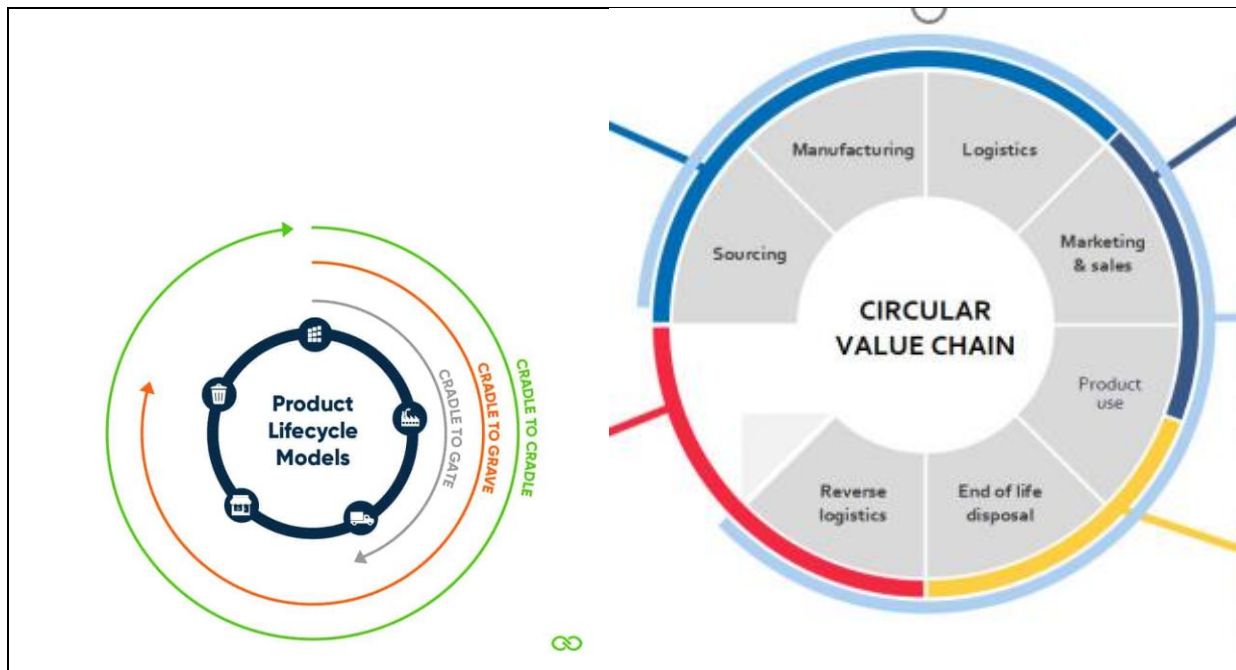 Product
Lifecycle
Models
CRADLE TO GATE
CRADLE TO GRAVE
CRADLE TO CRADLE
Manufacturing
Logistics
Sourcing
Marketing
& sales
CIRCULAR
VALUE CHAIN
Product
use
Reverse
logistics
End of life
disposal